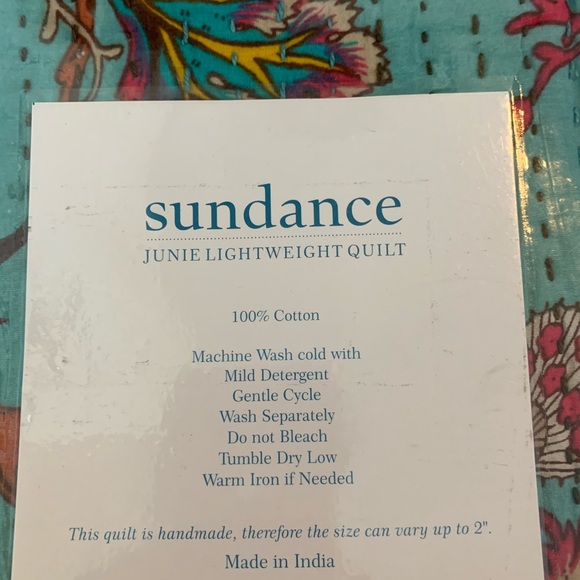 sundance
JUNIE LIGHTWEIGHT QUILT
100% Cotton
Machine Wash cold with
Mild Detergent
Gentle Cycle
Wash Separately
Do not Bleach
Tumble Dry Low
Warm Iron if Needed
This quilt is handmade, therefore the size can vary up to 2".
Made in India